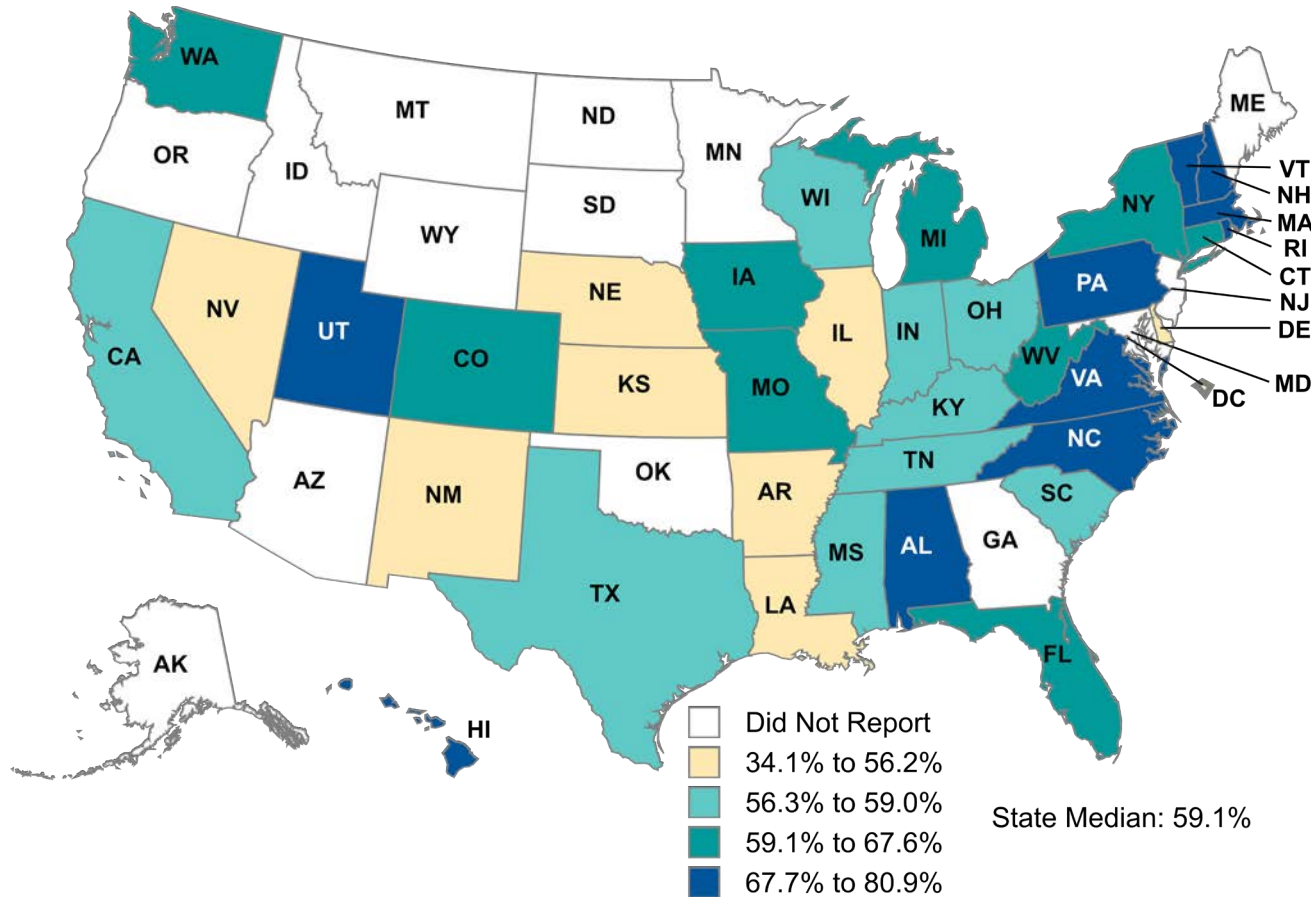 WA
MT
ND
MN
ME
OR
ID
SD
WI
VT
NH
NY
MA
WY
MI
RI
CT
IA
PA
NE
NJ
NV
UT
IL
IN
OH
DE
CA
CO
KS
MO
WV
VA
MD
DC
KY
NC
TN
AZ
NM
OK
AR
SC
MS
AL
GA
TX
LA
FL
AK
HI
Did Not Report
34.1% to 56.2%
56.3% to 59.0%
State Median: 59.1%
59.1% to 67.6%
67.7% to 80.9%